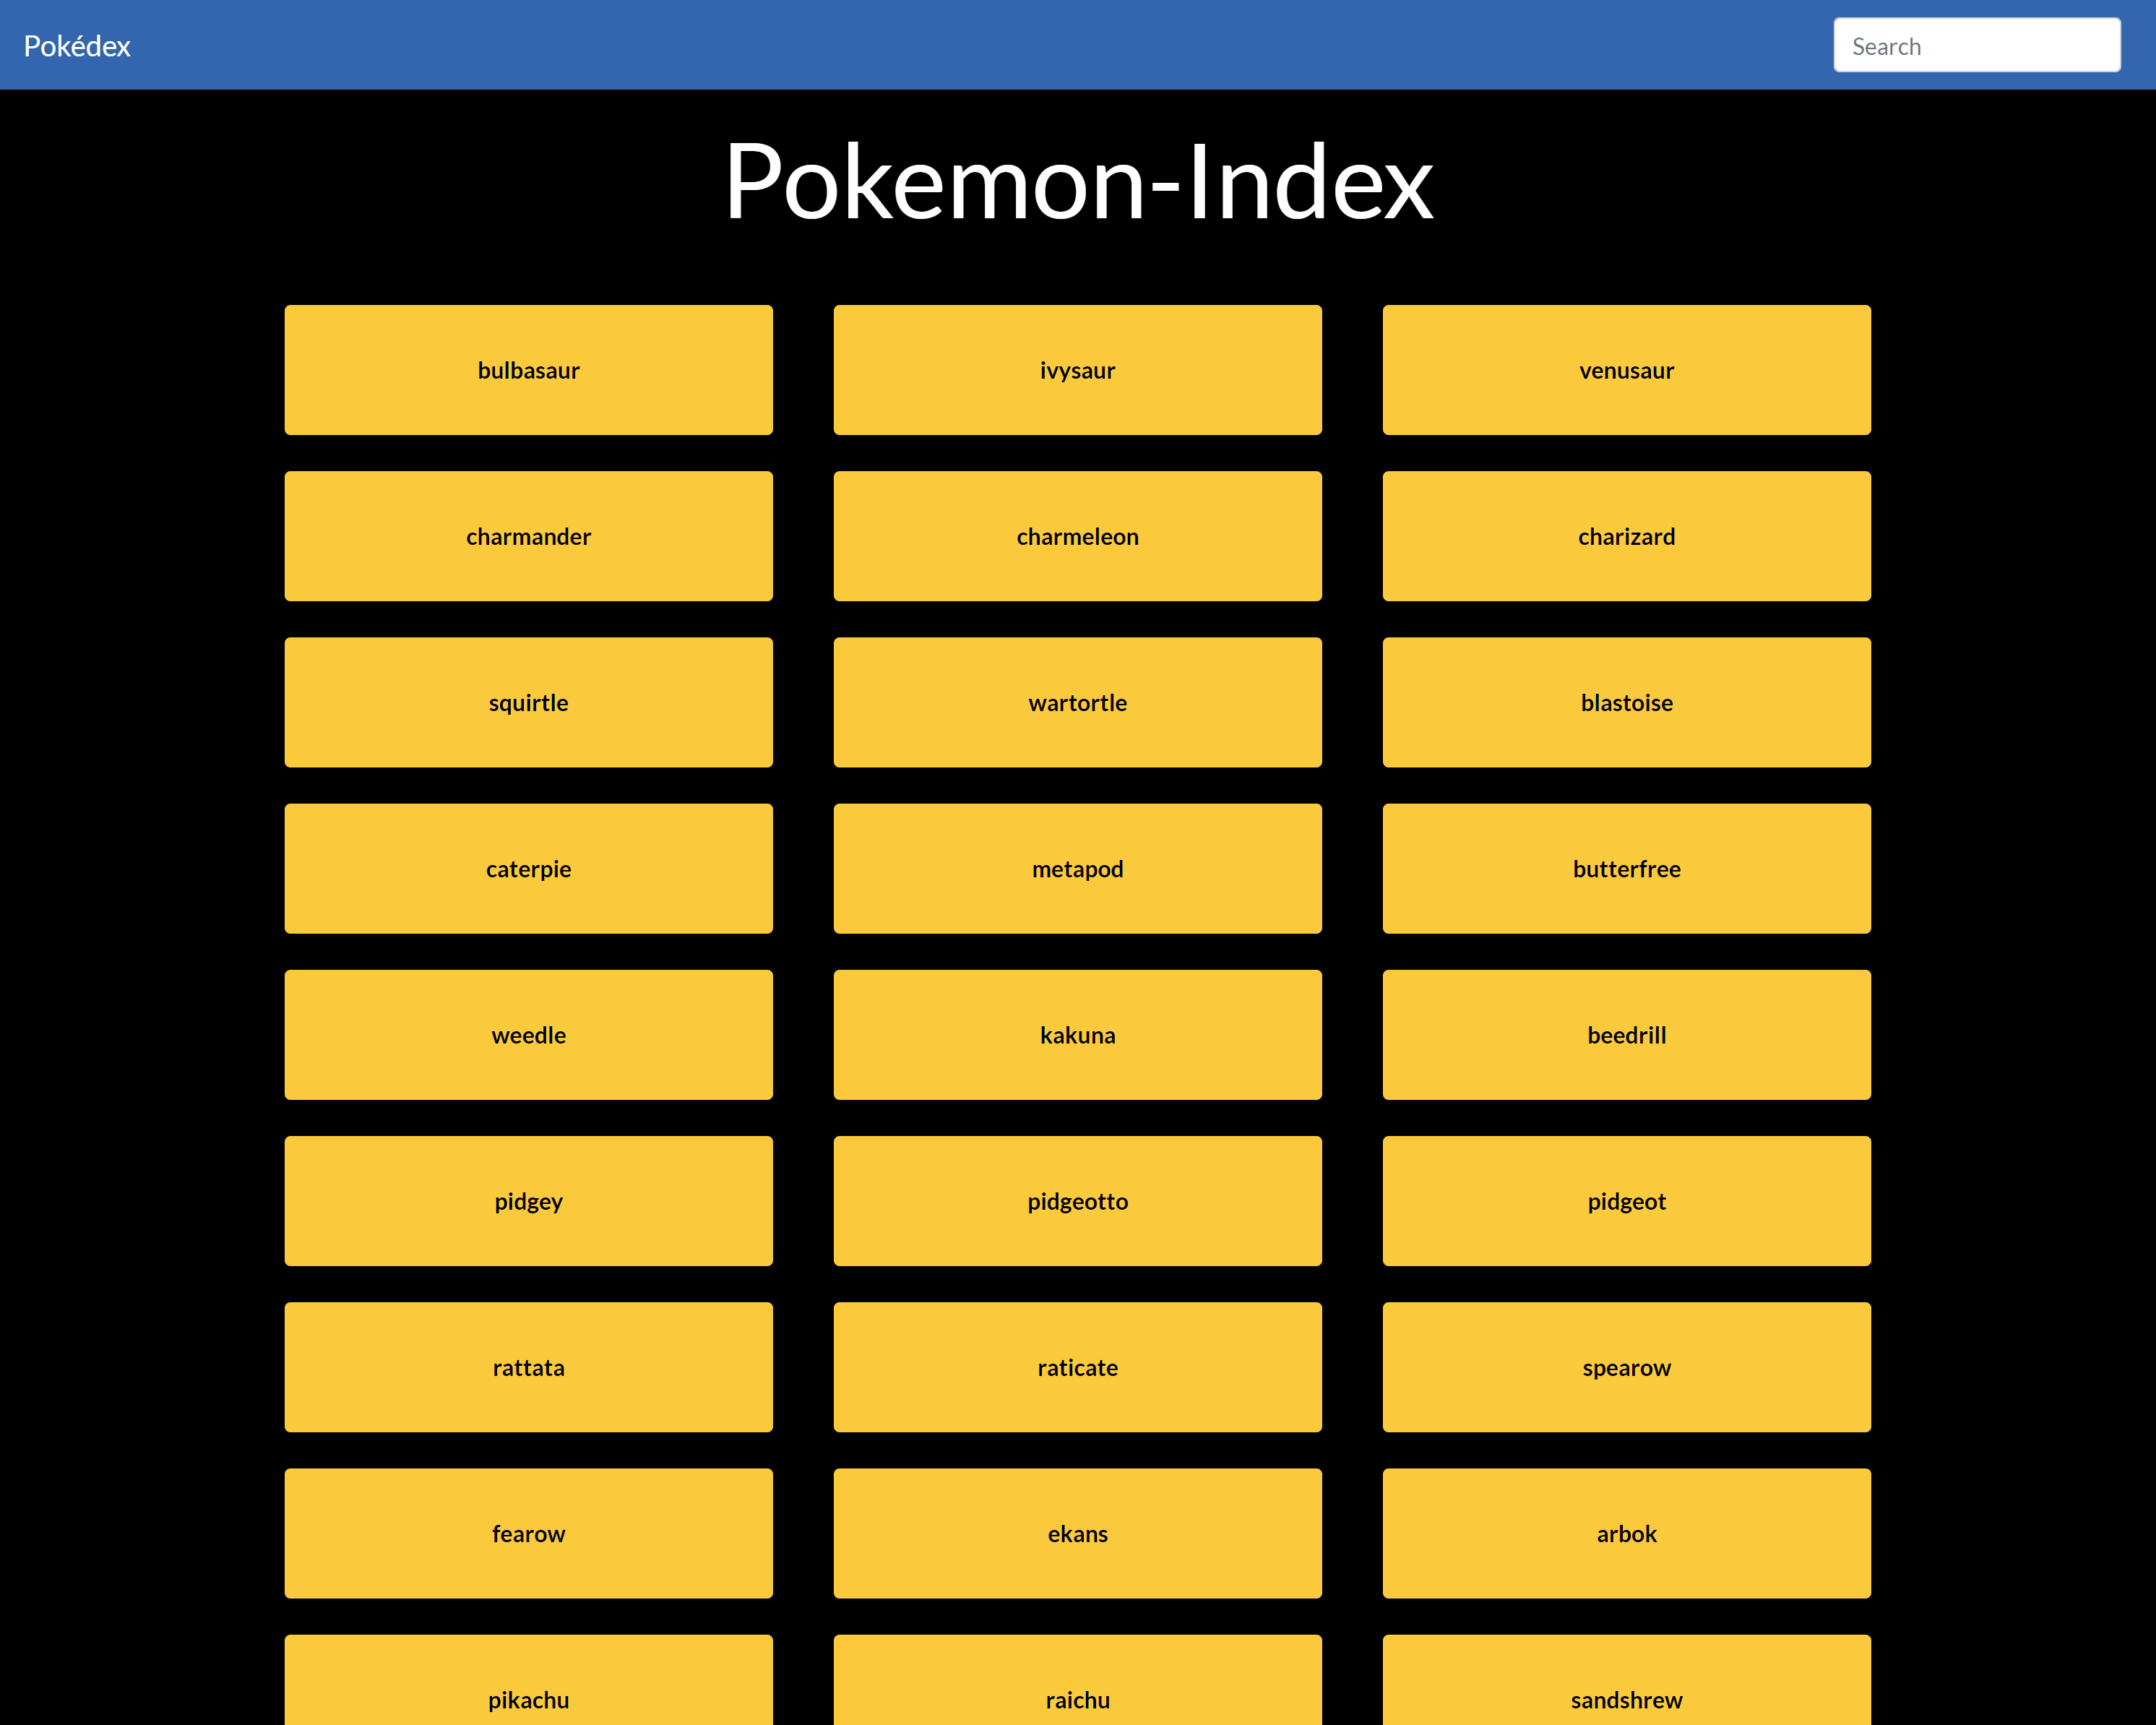 Pokédex
Search
Pokemon-Index
bulbasaur
ivysaur
venusaur
charmander
charmeleon
charizard
squirtle
wartortle
blastoise
caterpie
metapod
butterfree
weedle
kakuna
beedrill
pidgey
pidgeotto
pidgeot
rattata
raticate
spearow
fearow
ekans
arbok
pikachu
raichu
sandshrew